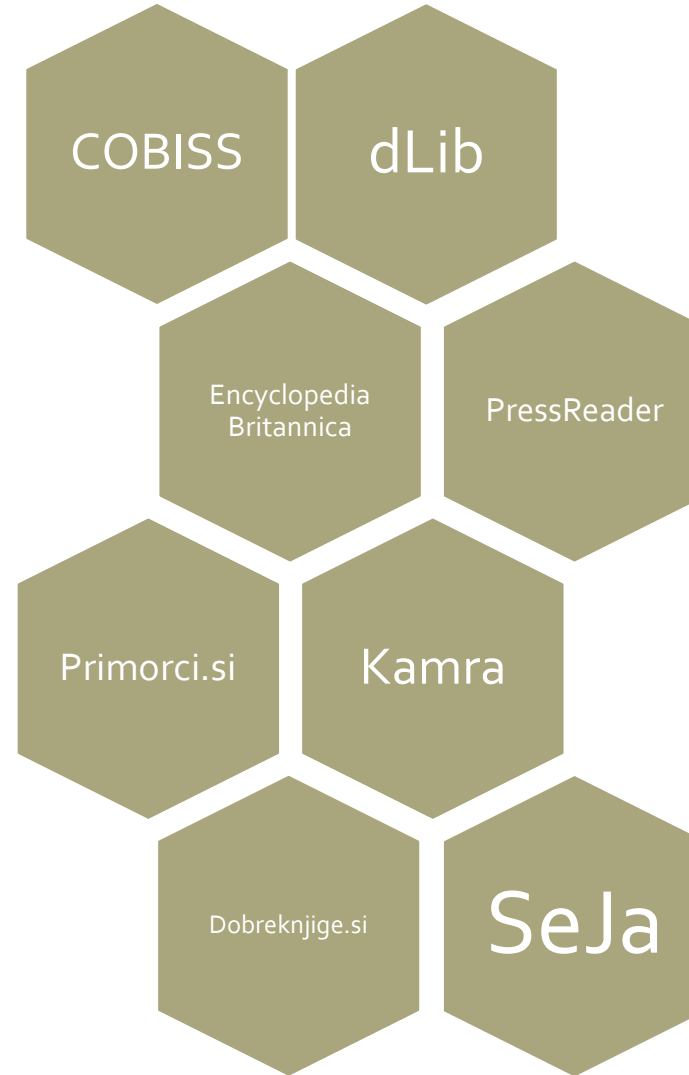 COBISS
dLib
Encyclopedia
Britannica
PressReader
Primorci.si
Kamra
Dobreknjige.si
SeJa